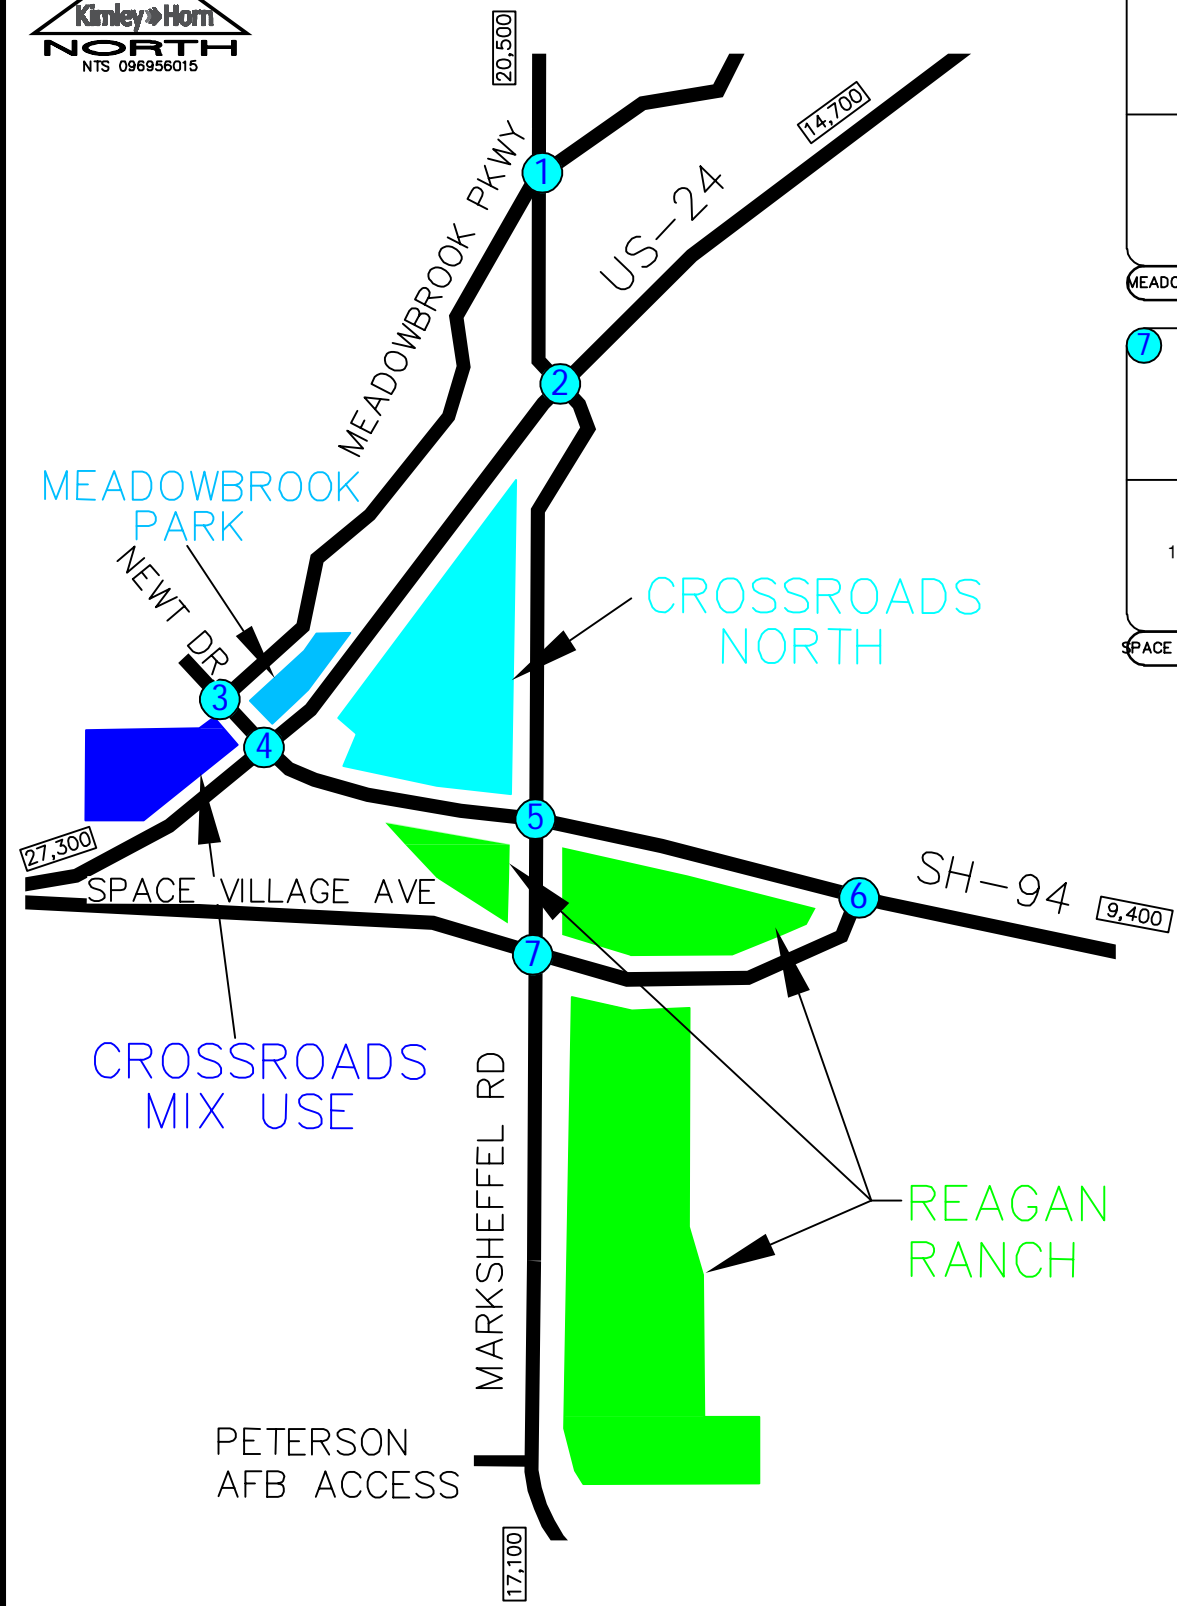 Kimley»Horn
NORTH
NTS 096956015
20,500
14,700
MEADOWBROOK PKWY
1
US-24
2
7
MEADOWBROOK
PARK
NEWT DR
CROSSROADS
NORTH
1
SPACE
3
4
5
27,300
SPACE VILLAGE AVE
6
SH-94
9,400
7
CROSSROADS
MIX USE
MARKSHEFFEL RD
REAGAN
RANCH
PETERSON
AFB ACCESS
17,100